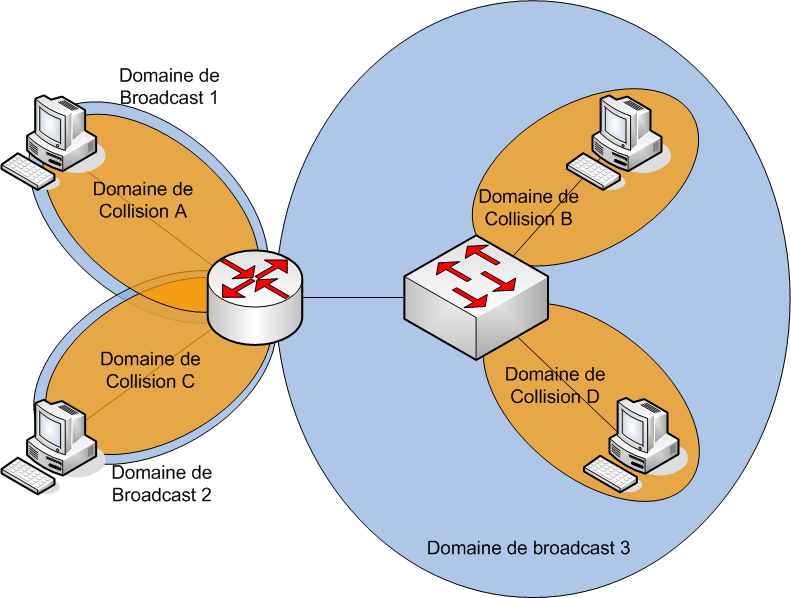 Domaine de
Broadcast 1
Domaine de
Collision A
Domaine de
Collision B
Domaine de
Collision C
Domaine de
Collision D
Domaine de
Broadcast 2
Domaine de broadcast 3